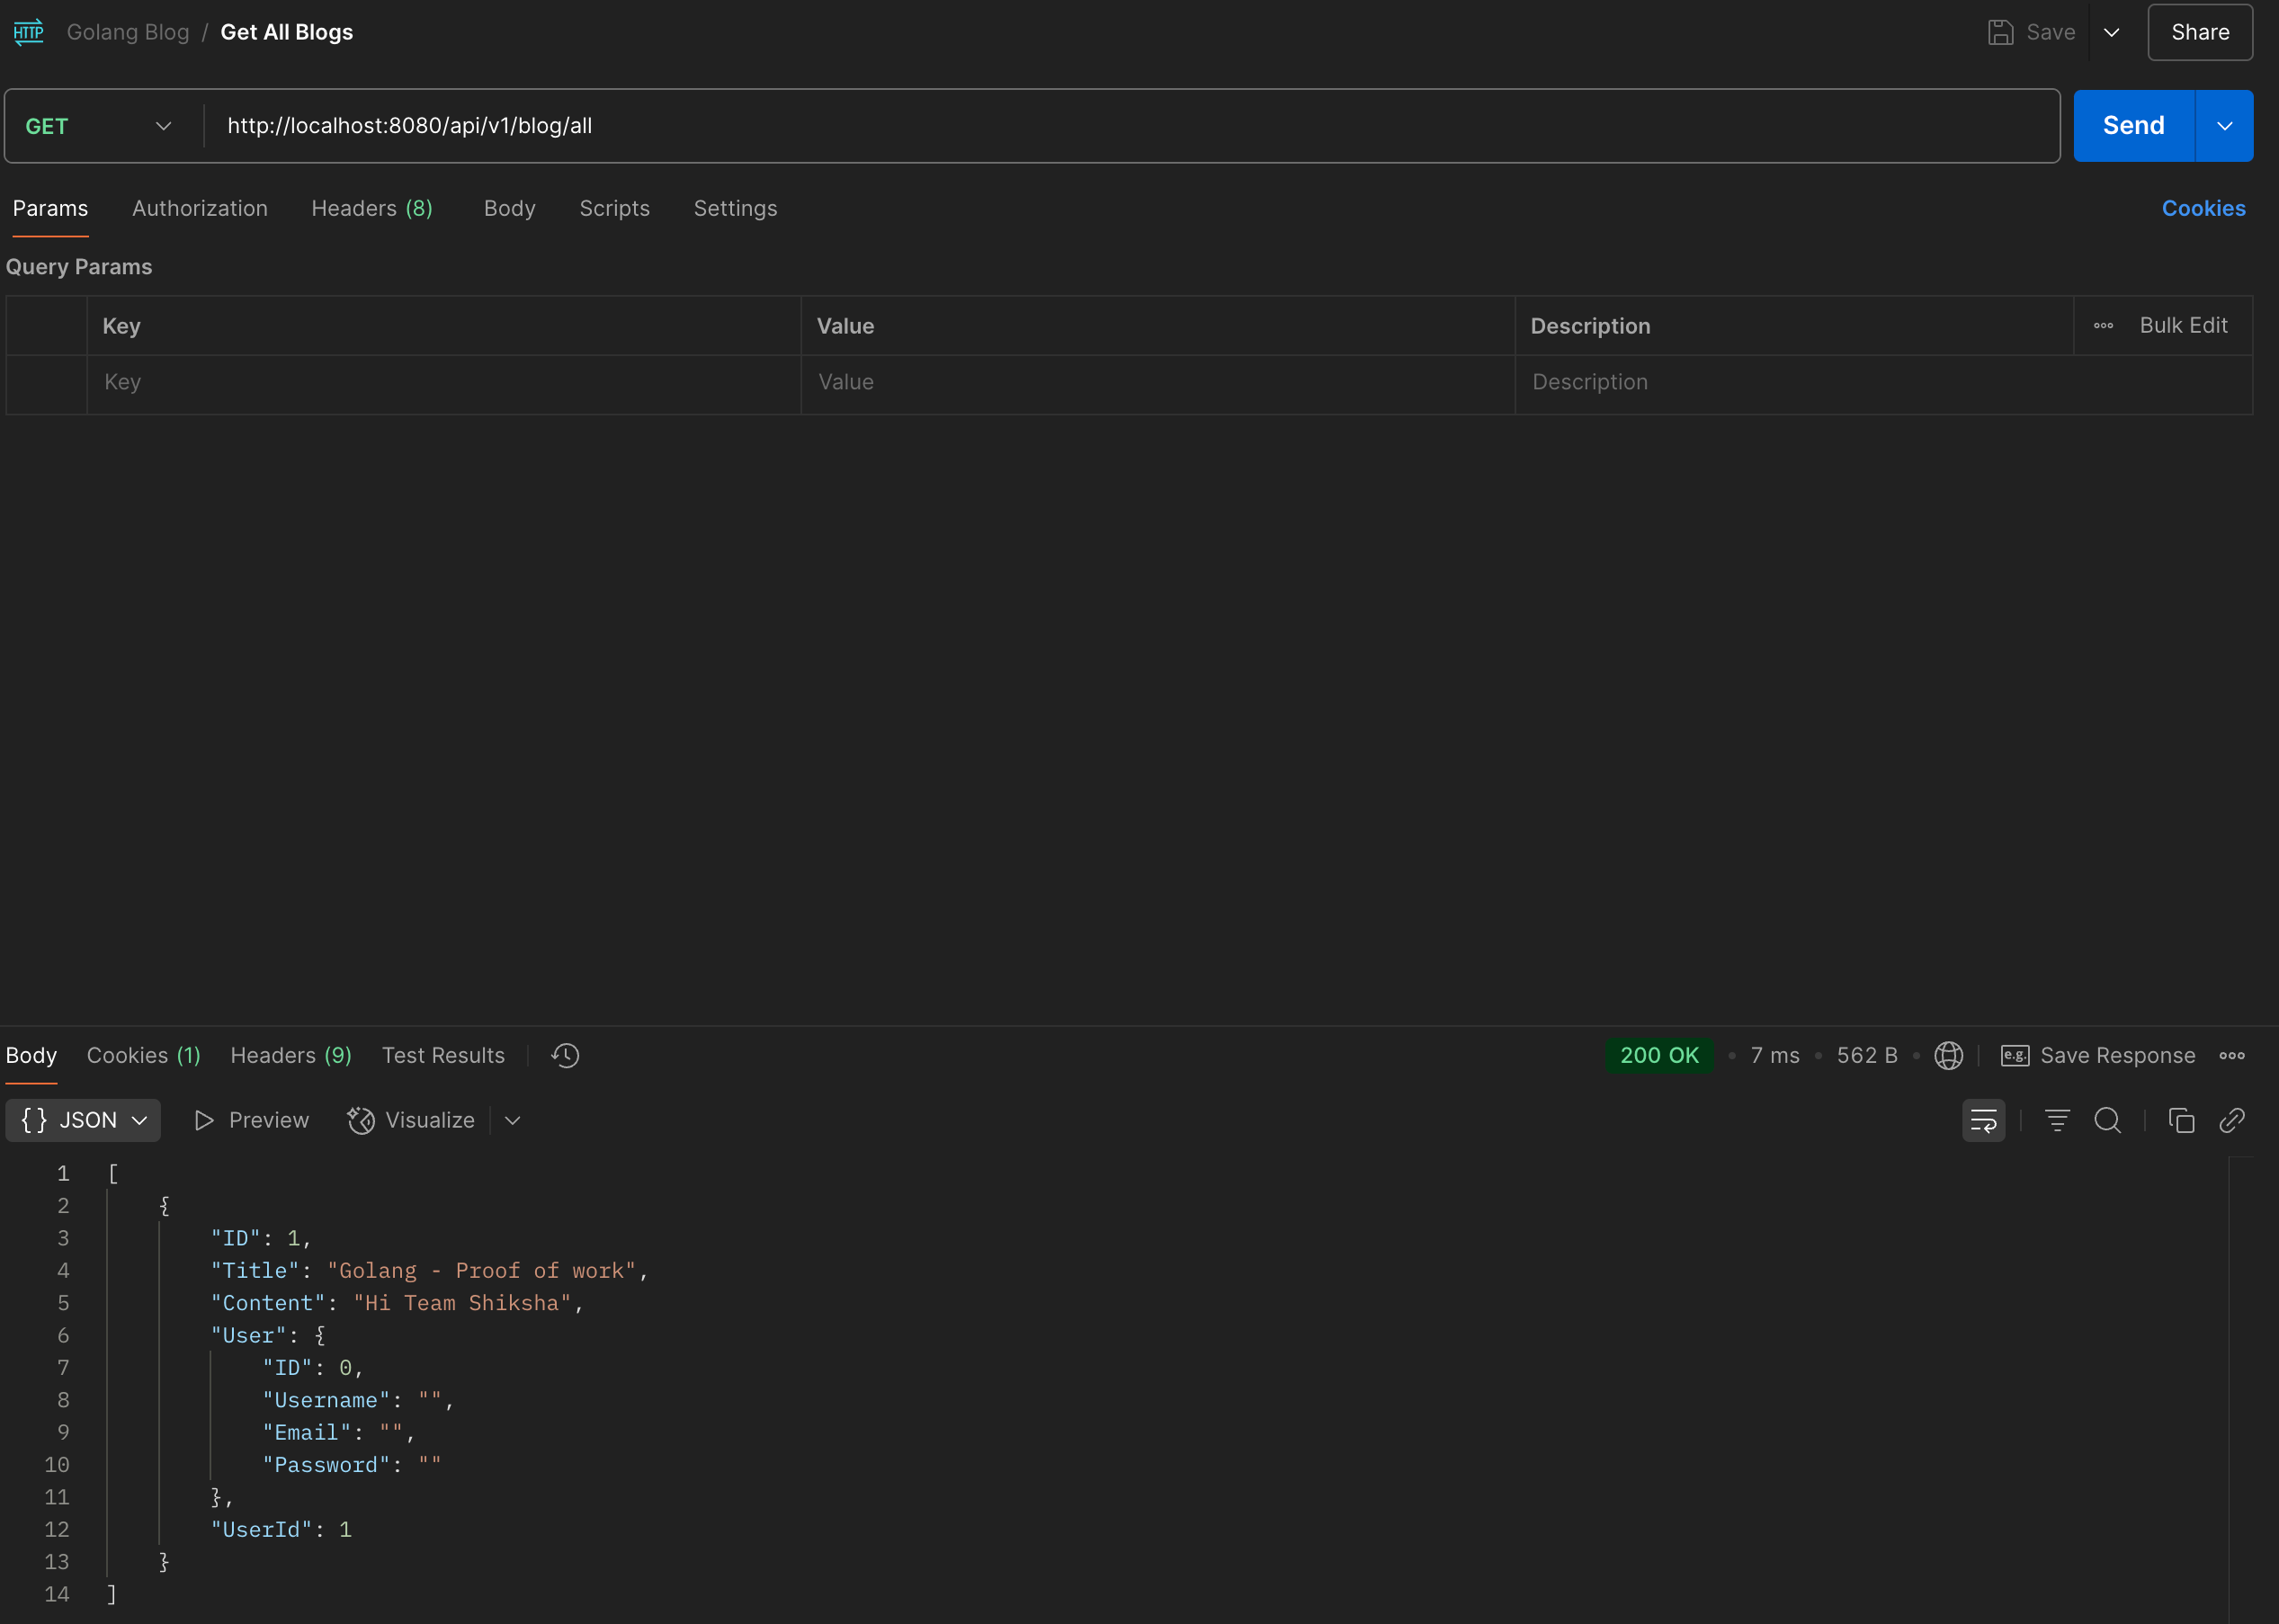 HTTP Golang Blog / Get All Blogs Save Share
GET http://localhost:8080/api/v1/blog/all Send
Params Authorization Headers (8) Body Scripts Settings Cookies
Query Params
Key Value Description Bulk Edit
Key Value Description
Body Cookies (1) Headers (9) Test Results 200 OK • 7 ms • 562 B • e.g. Save Response
{} JSON Preview Visualize
1 [
2 {
3 "ID": 1,
4 "Title": "Golang - Proof of work",
5 "Content": "Hi Team Shiksha",
6 "User": {
7 "ID": 0,
8 "Username": "",
9 "Email": "",
10 "Password": ""
11 },
12 "UserId": 1
13 }
14 ]